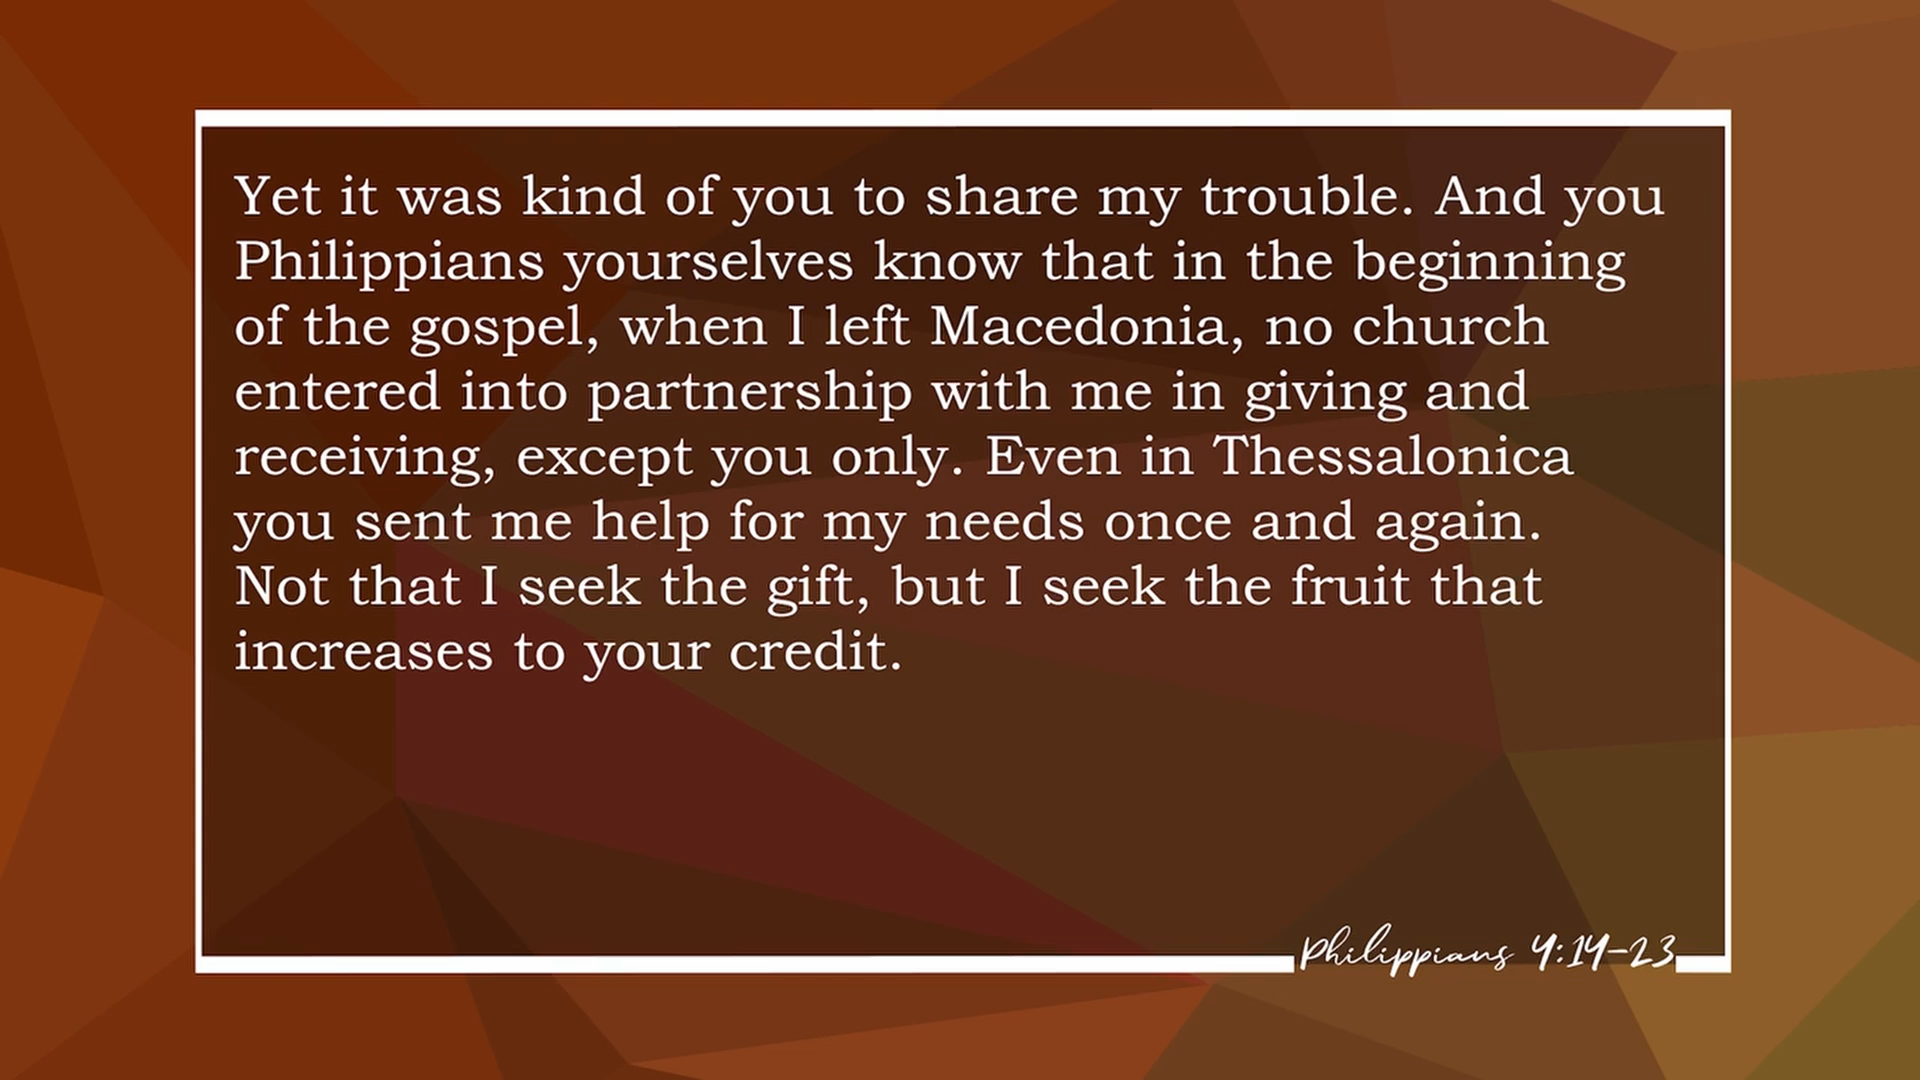 Yet it was kind of you to share my trouble. And you
Philippians yourselves know that in the beginning
of the gospel, when I left Macedonia, no church
entered into partnership with me in giving and
receiving, except you only. Even in Thessalonica
you sent me help for my needs once and again.
Not that I seek the gift, but I seek the fruit that
increases to your credit.
Philippians 4:14-23